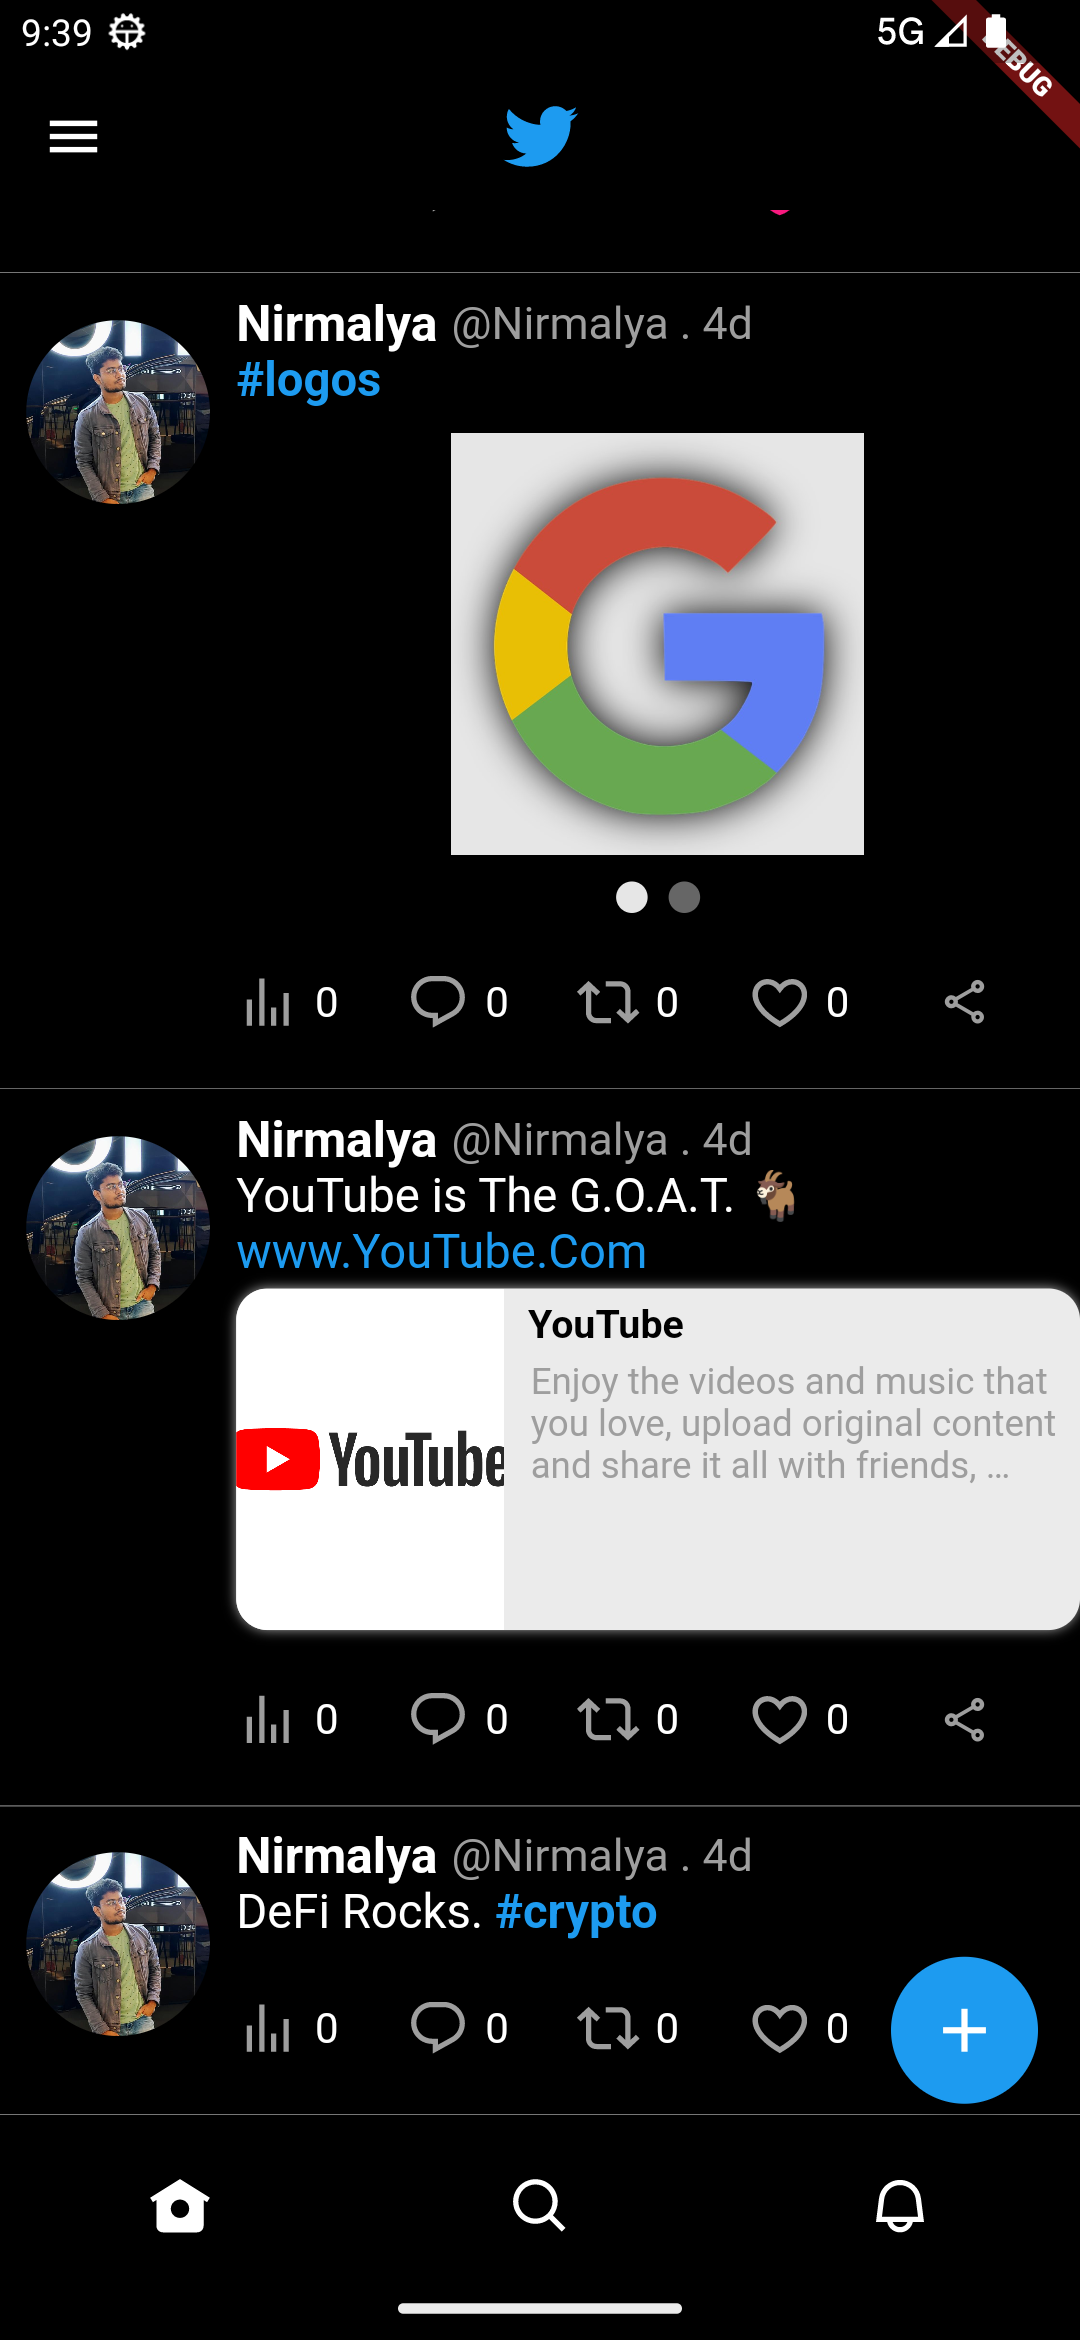 9:39
5G
DEBUG
Nirmalya @Nirmalya . 4d
#logos
0 0 0 0
Nirmalya @Nirmalya . 4d
YouTube is The G.O.A.T. 🐐
www.YouTube.Com
YouTube
YouTube
Enjoy the videos and music that
you love, upload original content
and share it all with friends, ...
0 0 0 0
Nirmalya @Nirmalya . 4d
DeFi Rocks. #crypto
0 0 0 0